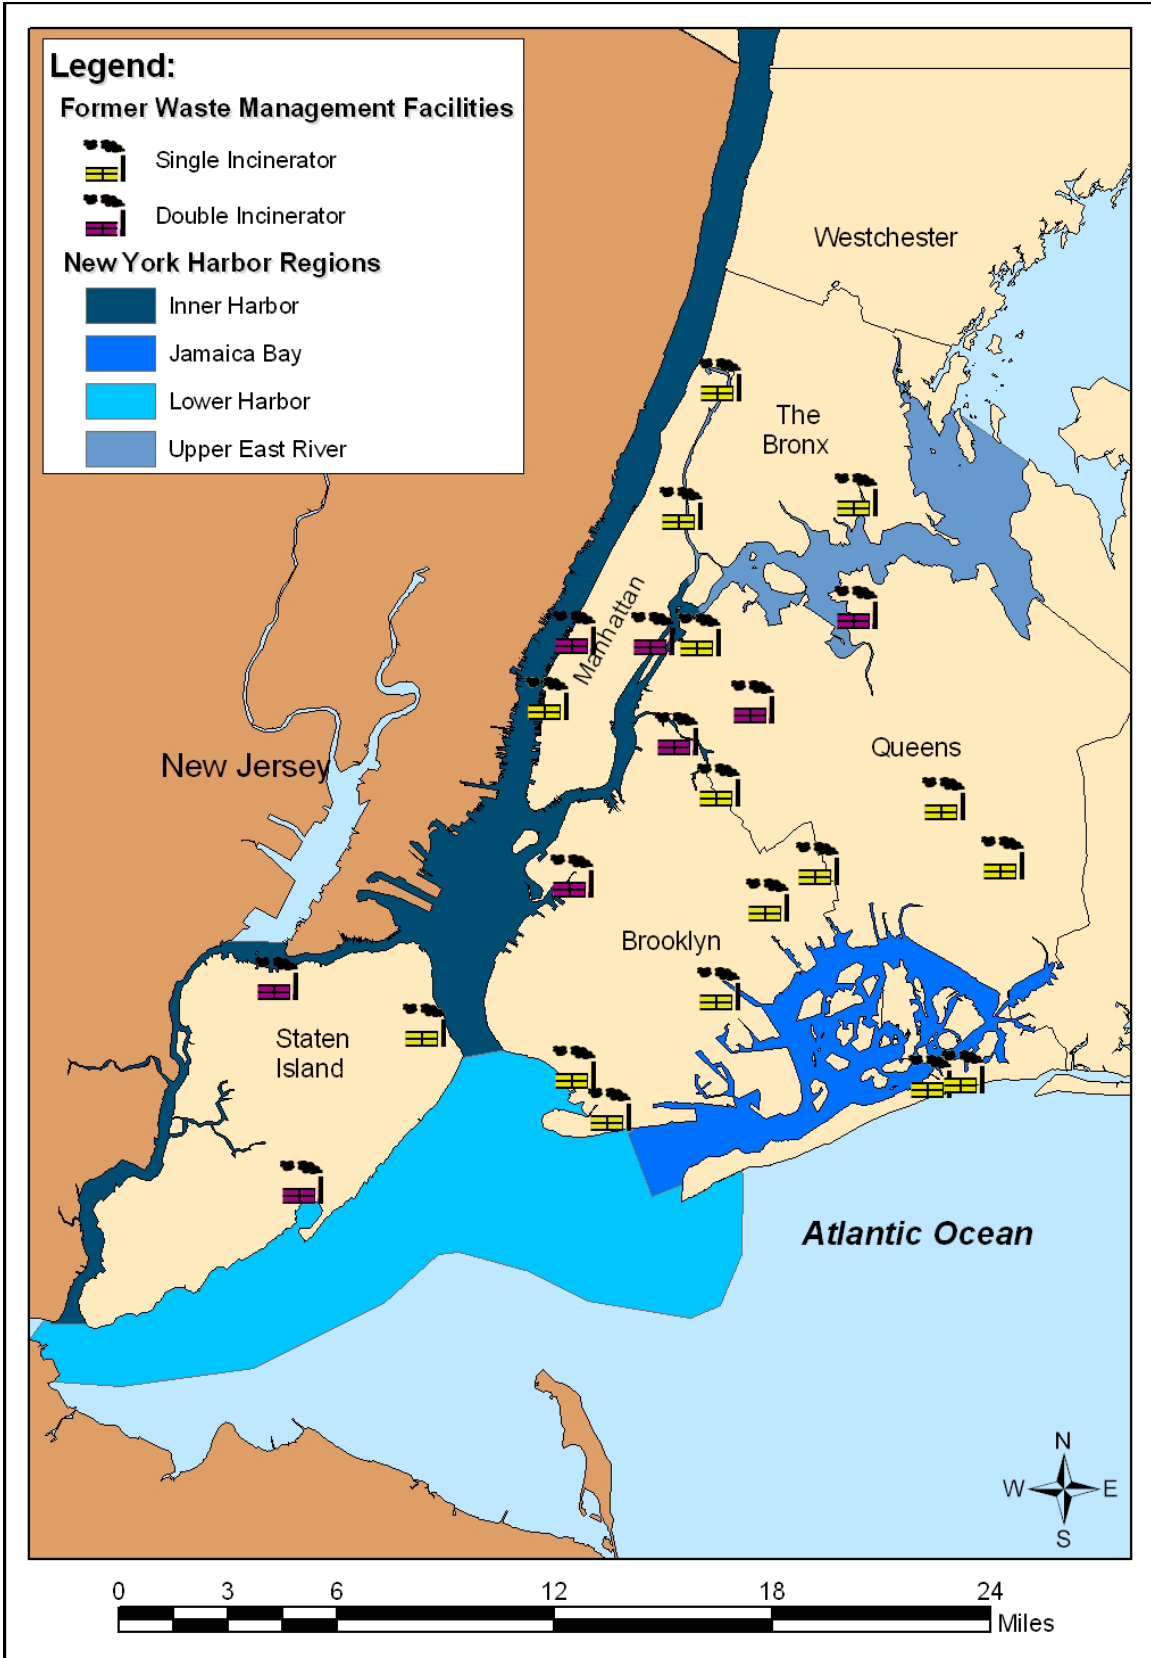 Legend:
Former Waste Management Facilities
Single Incinerator
Double Incinerator
New York Harbor Regions
Inner Harbor
Jamaica Bay
Lower Harbor
Upper East River
Westchester
The
Bronx
Manhattan
New Jersey
Queens
Brooklyn
Staten
Island
Atlantic Ocean
N
W E
S
0 3 6 12 18 24
Miles